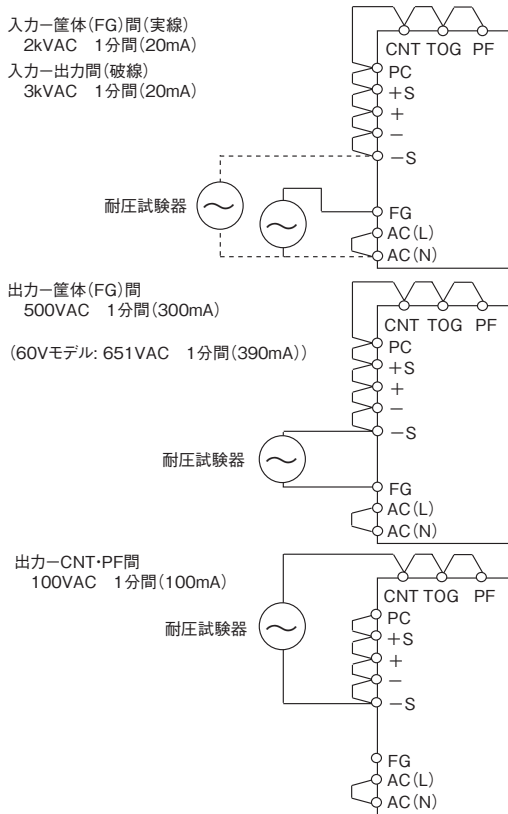 入力ー筐体(FG)間(実線)
2kVAC 1分間(20mA)
入力ー出力間(破線)
3kVAC 1分間(20mA)
CNT TOG PF
PC
+S
+
−
−S
耐圧試験器
FG
AC(L)
AC(N)
出力ー筐体(FG)間
500VAC 1分間(300mA)
(60Vモデル: 651VAC 1分間(390mA))
CNT TOG PF
PC
+S
+
−
−S
耐圧試験器
FG
AC(L)
AC(N)
出力ーCNT・PF間
100VAC 1分間(100mA)
CNT TOG PF
耐圧試験器
PC
+S
+
−
−S
FG
AC(L)
AC(N)